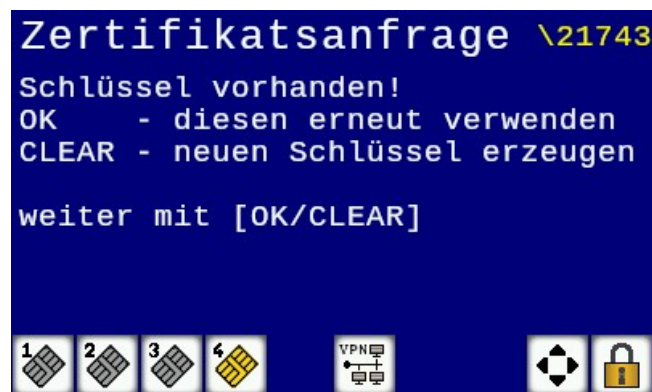 Zertifikatsanfrage \21743
Schlüssel vorhanden!
OK    - diesen erneut verwenden
CLEAR - neuen Schlüssel erzeugen
weiter mit [OK/CLEAR]
1 2 3 4 VPN